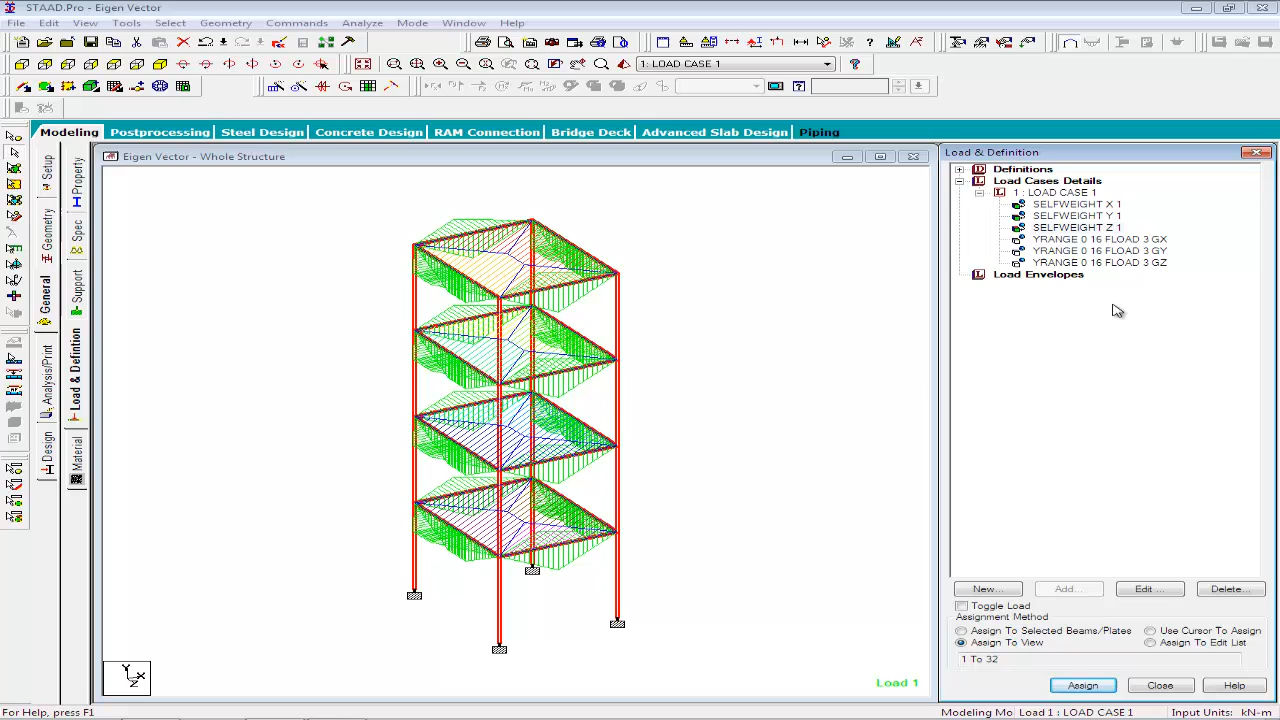 STAAD.Pro - Eigen Vector
File Edit View Tools Select Geometry Commands Analyze Mode Window Help
1: LOAD CASE 1
Modeling Postprocessing Steel Design Concrete Design RAM Connection Bridge Deck Advanced Slab Design Piping
Setup
Geometry
General
Analysis/Print
Design
Property
Spec
Support
Load & Definition
Material
Eigen Vector - Whole Structure
Y
X
Z
Load 1
Load & Definition
Definitions
Load Cases Details
1 : LOAD CASE 1
SELFWEIGHT X 1
SELFWEIGHT Y 1
SELFWEIGHT Z 1
YRANGE 0 16 FLOAD 3 GX
YRANGE 0 16 FLOAD 3 GY
YRANGE 0 16 FLOAD 3 GZ
Load Envelopes
New... Add... Edit ... Delete...
Toggle Load
Assignment Method
Assign To Selected Beams/Plates Use Cursor To Assign
Assign To View Assign To Edit List
1 To 32
Assign Close Help
For Help, press F1 Modeling Mo Load 1 : LOAD CASE 1 Input Units: kN-m